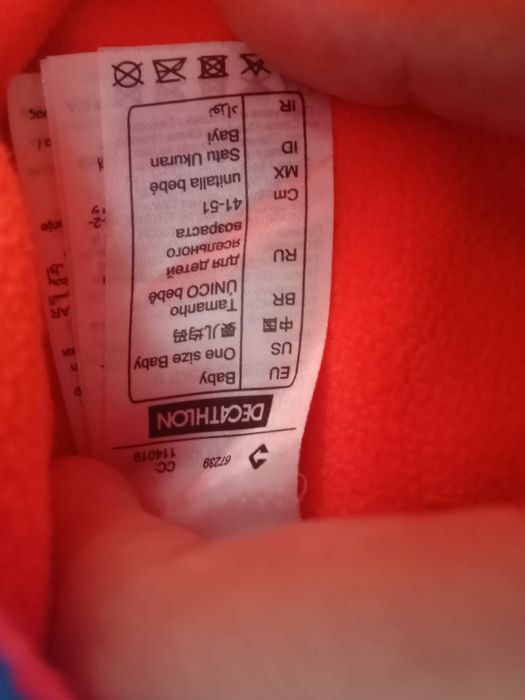 67239 CC: 114019
DECATHLON
EU Baby
US One size Baby
中国 婴儿均码
BR Tamanho
ÚNICO bebê
RU для детей
ясельного
возраста
Cm 41-51
MX unitalla bebé
ID Satu Ukuran
Bayi
IR نوزاد